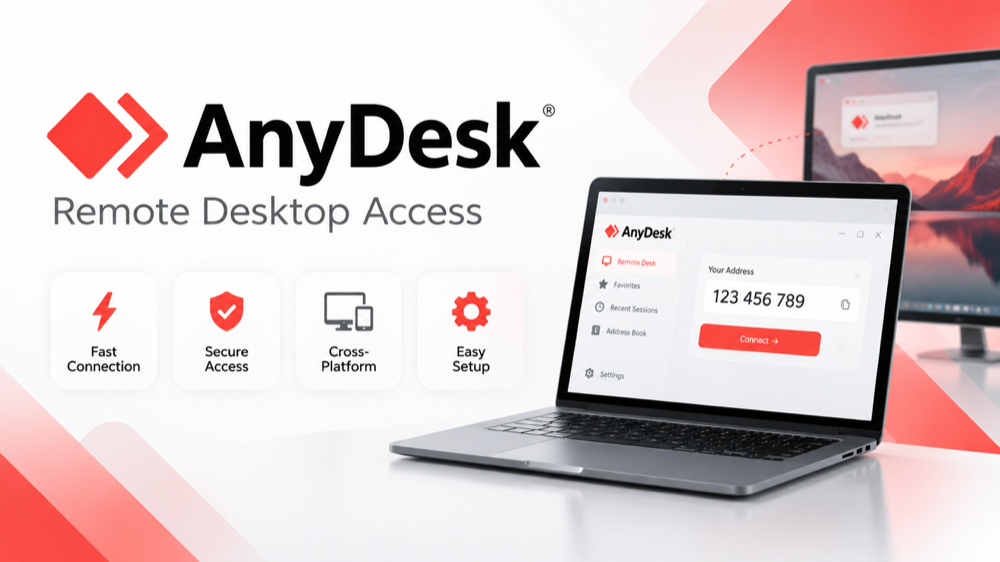 AnyDesk®
Remote Desktop Access
Fast
Connection
Secure
Access
Cross-
Platform
Easy
Setup
AnyDesk
Remote Desk
Favorites
Recent Sessions
Address Book
Settings
Your Address
123 456 789
Connect →
AnyDesk